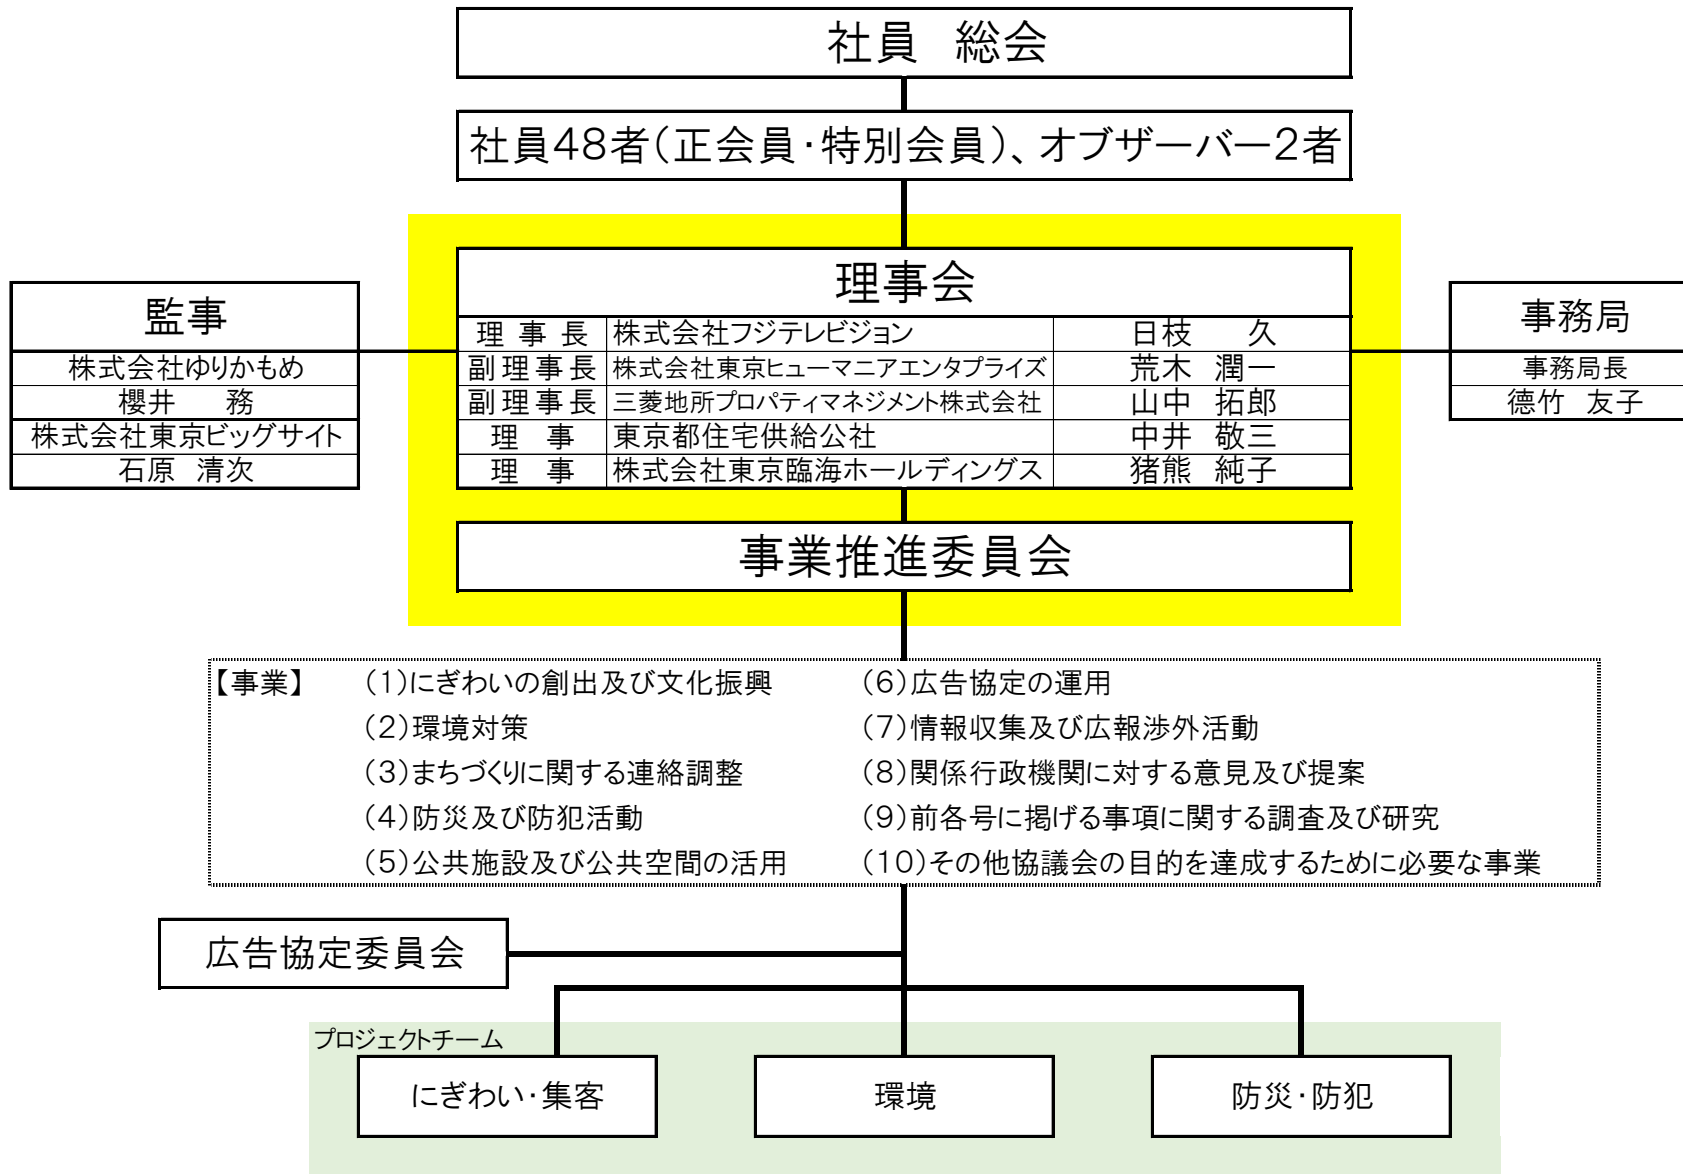 社員　総会
社員48者(正会員・特別会員)、オブザーバー2者
理事会
理 事 長 株式会社フジテレビジョン 日枝　久
副理事長 株式会社東京ヒューマニアエンタプライズ 荒木　潤一
副理事長 三菱地所プロパティマネジメント株式会社 山中　拓郎
理　事 東京都住宅供給公社 中井　敬三
理　事 株式会社東京臨海ホールディングス 猪熊　純子
監事
株式会社ゆりかもめ
櫻井　務
株式会社東京ビッグサイト
石原　清次
事務局
事務局長
德竹　友子
事業推進委員会
【事業】
(1)にぎわいの創出及び文化振興
(2)環境対策
(3)まちづくりに関する連絡調整
(4)防災及び防犯活動
(5)公共施設及び公共空間の活用
(6)広告協定の運用
(7)情報収集及び広報渉外活動
(8)関係行政機関に対する意見及び提案
(9)前各号に掲げる事項に関する調査及び研究
(10)その他協議会の目的を達成するために必要な事業
広告協定委員会
プロジェクトチーム
にぎわい・集客
環境
防災・防犯